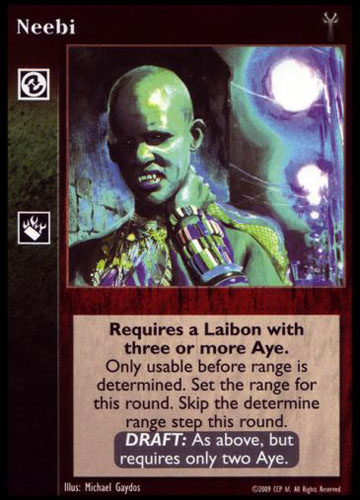 Neebi
Requires a Laibon with
three or more Aye.
Only usable before range is
determined. Set the range for
this round. Skip the determine
range step this round.
DRAFT: As above, but
requires only two Aye.
Illus: Michael Gaydos
©2009 CCP hf. All Rights Reserved.